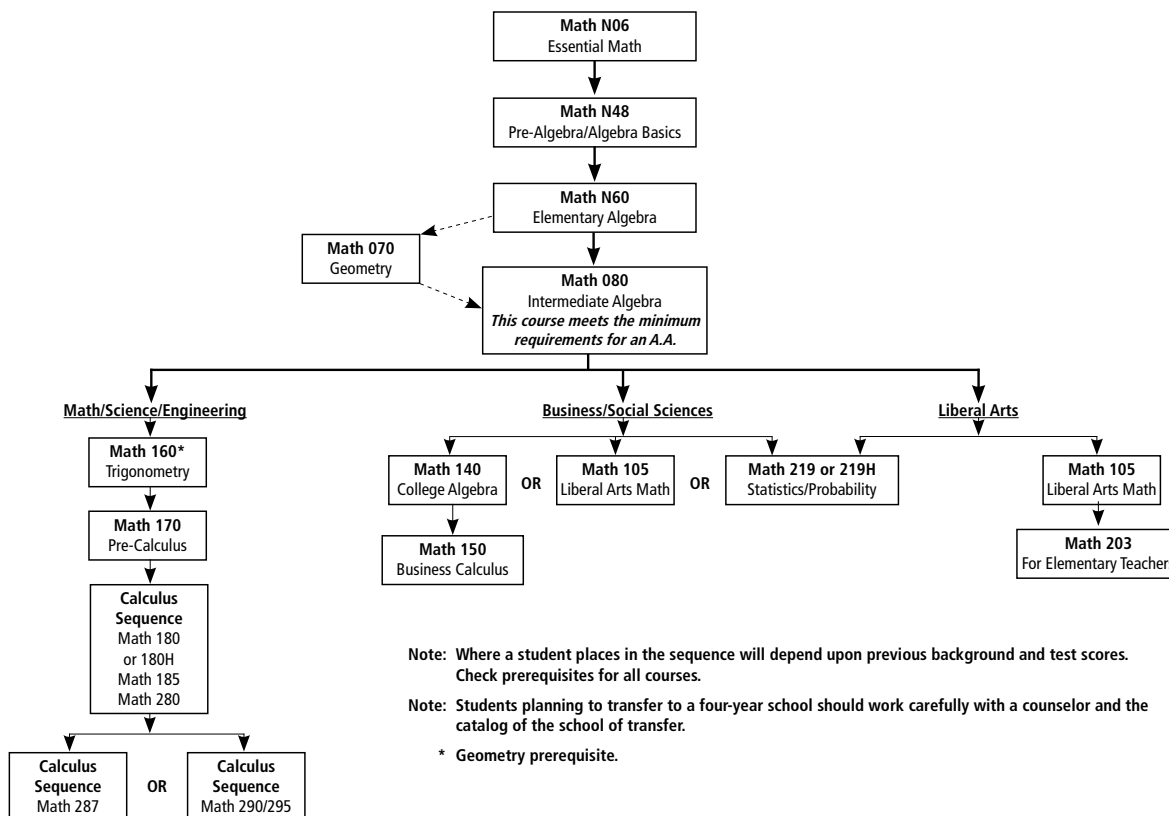 Math N06
Essential Math
Math N48
Pre-Algebra/Algebra Basics
Math N60
Elementary Algebra
Math 070
Geometry
Math 080
Intermediate Algebra
This course meets the minimum
requirements for an A.A.
Math/Science/Engineering
Business/Social Sciences
Liberal Arts
Math 160*
Trigonometry
Math 140
College Algebra
OR
Math 105
Liberal Arts Math
OR
Math 219 or 219H
Statistics/Probability
Math 105
Liberal Arts Math
Math 170
Pre-Calculus
Math 150
Business Calculus
Math 203
For Elementary Teachers
Calculus
Sequence
Math 180
or 180H
Math 185
Math 280
Note: Where a student places in the sequence will depend upon previous background and test scores.
Check prerequisites for all courses.
Note: Students planning to transfer to a four-year school should work carefully with a counselor and the
catalog of the school of transfer.
* Geometry prerequisite.
Calculus
Sequence
Math 287
OR
Calculus
Sequence
Math 290/295